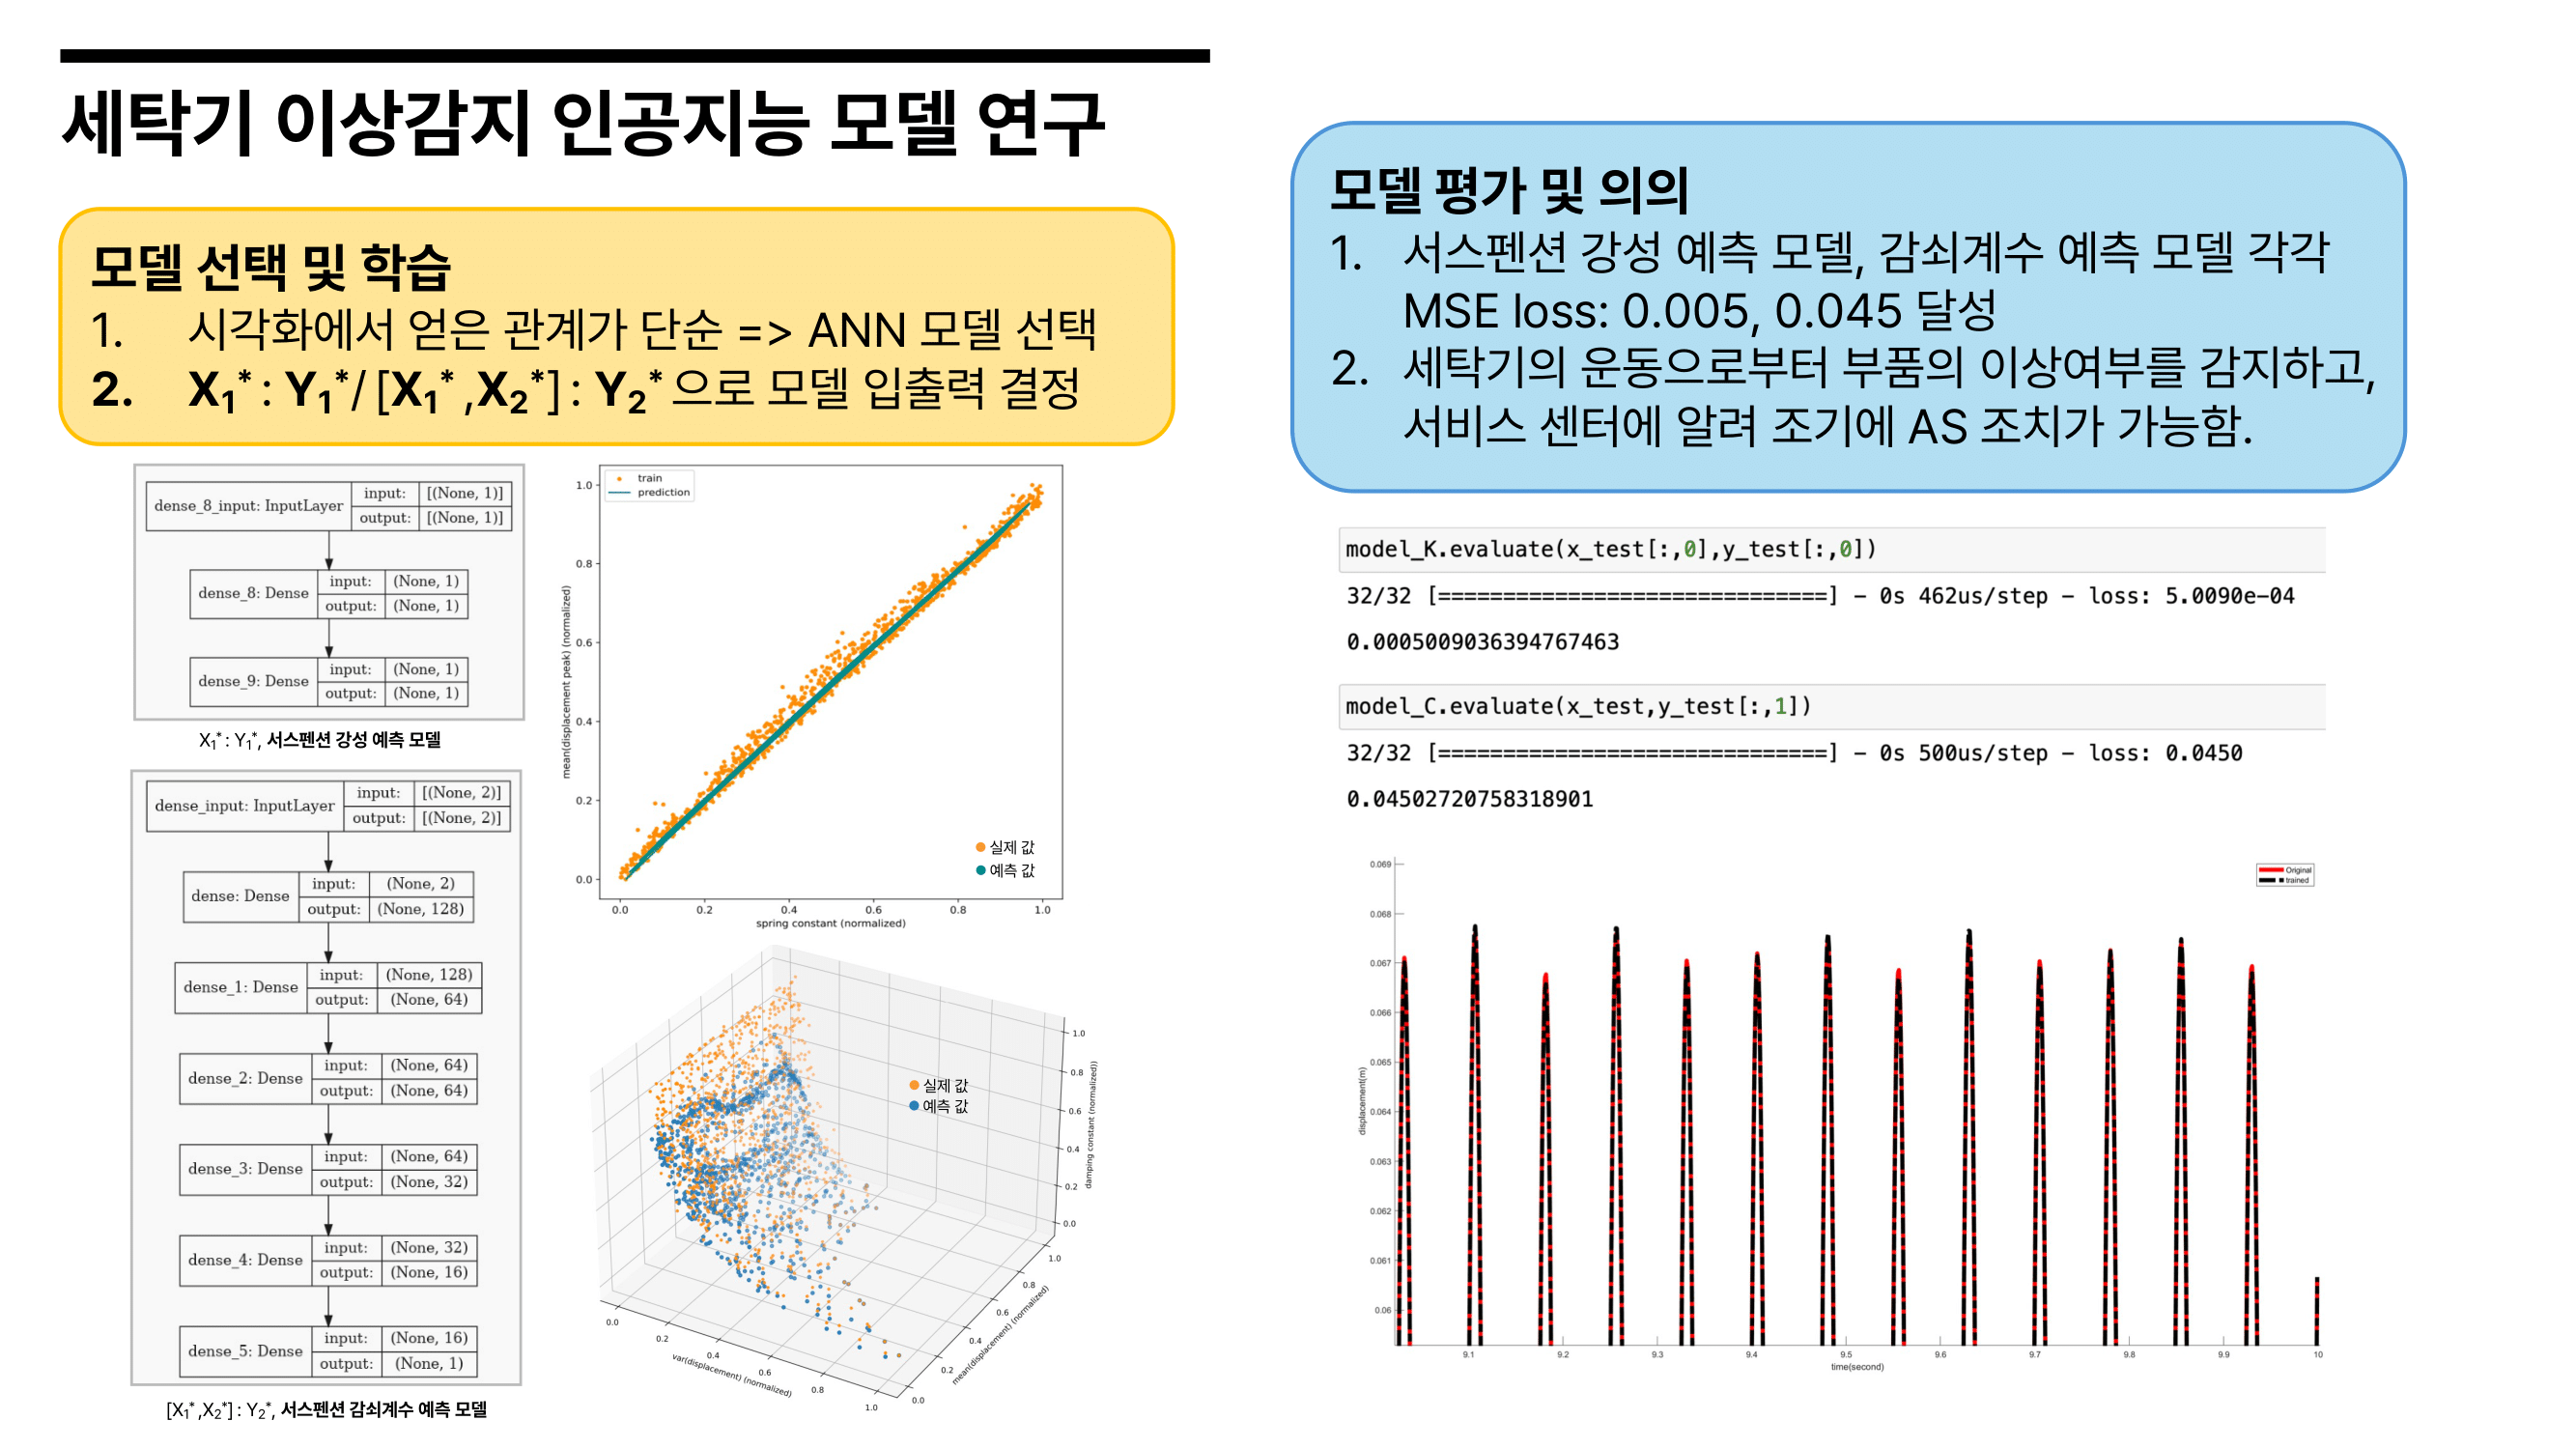 세탁기 이상감지 인공지능 모델 연구
모델 선택 및 학습
1. 시각화에서 얻은 관계가 단순 => ANN 모델 선택
2. X₁* : Y₁* / [X₁* ,X₂*] : Y₂* 으로 모델 입출력 결정
dense_8_input: InputLayer input: [(None, 1)]
output: [(None, 1)]
dense_8: Dense input: (None, 1)
output: (None, 1)
dense_9: Dense input: (None, 1)
output: (None, 1)
X₁* : Y₁*, 서스펜션 강성 예측 모델
dense_input: InputLayer input: [(None, 2)]
output: [(None, 2)]
dense: Dense input: (None, 2)
output: (None, 128)
dense_1: Dense input: (None, 128)
output: (None, 64)
dense_2: Dense input: (None, 64)
output: (None, 64)
dense_3: Dense input: (None, 64)
output: (None, 32)
dense_4: Dense input: (None, 32)
output: (None, 16)
dense_5: Dense input: (None, 16)
output: (None, 1)
[X₁* ,X₂*] : Y₂*, 서스펜션 감쇠계수 예측 모델
train
prediction
1.0
0.8
0.6
0.4
0.2
0.0
mean(displacement peak) (normalized)
실제 값
예측 값
0.0 0.2 0.4 0.6 0.8 1.0
spring constant (normalized)
실제 값
예측 값
1.0
0.8
0.6
0.4
0.2
0.0
damping constant (normalized))
0.0 0.2 0.4 0.6 0.8 1.0
var(displacement) (normalized)
0.0 0.2 0.4 0.6 0.8 1.0
mean(displacement) (normalized)
모델 평가 및 의의
1. 서스펜션 강성 예측 모델, 감쇠계수 예측 모델 각각
MSE loss: 0.005, 0.045 달성
2. 세탁기의 운동으로부터 부품의 이상여부를 감지하고,
서비스 센터에 알려 조기에 AS 조치가 가능함.
model_K.evaluate(x_test[:,0],y_test[:,0])
32/32 [==============================] - 0s 462us/step - loss: 5.0090e-04
0.0005009036394767463
model_C.evaluate(x_test,y_test[:,1])
32/32 [==============================] - 0s 500us/step - loss: 0.0450
0.04502720758318901
Original
trained
0.069
0.068
0.067
0.066
0.065
0.064
0.063
0.062
0.061
0.06
displacement(m)
9.1 9.2 9.3 9.4 9.5 9.6 9.7 9.8 9.9 10
time(second)